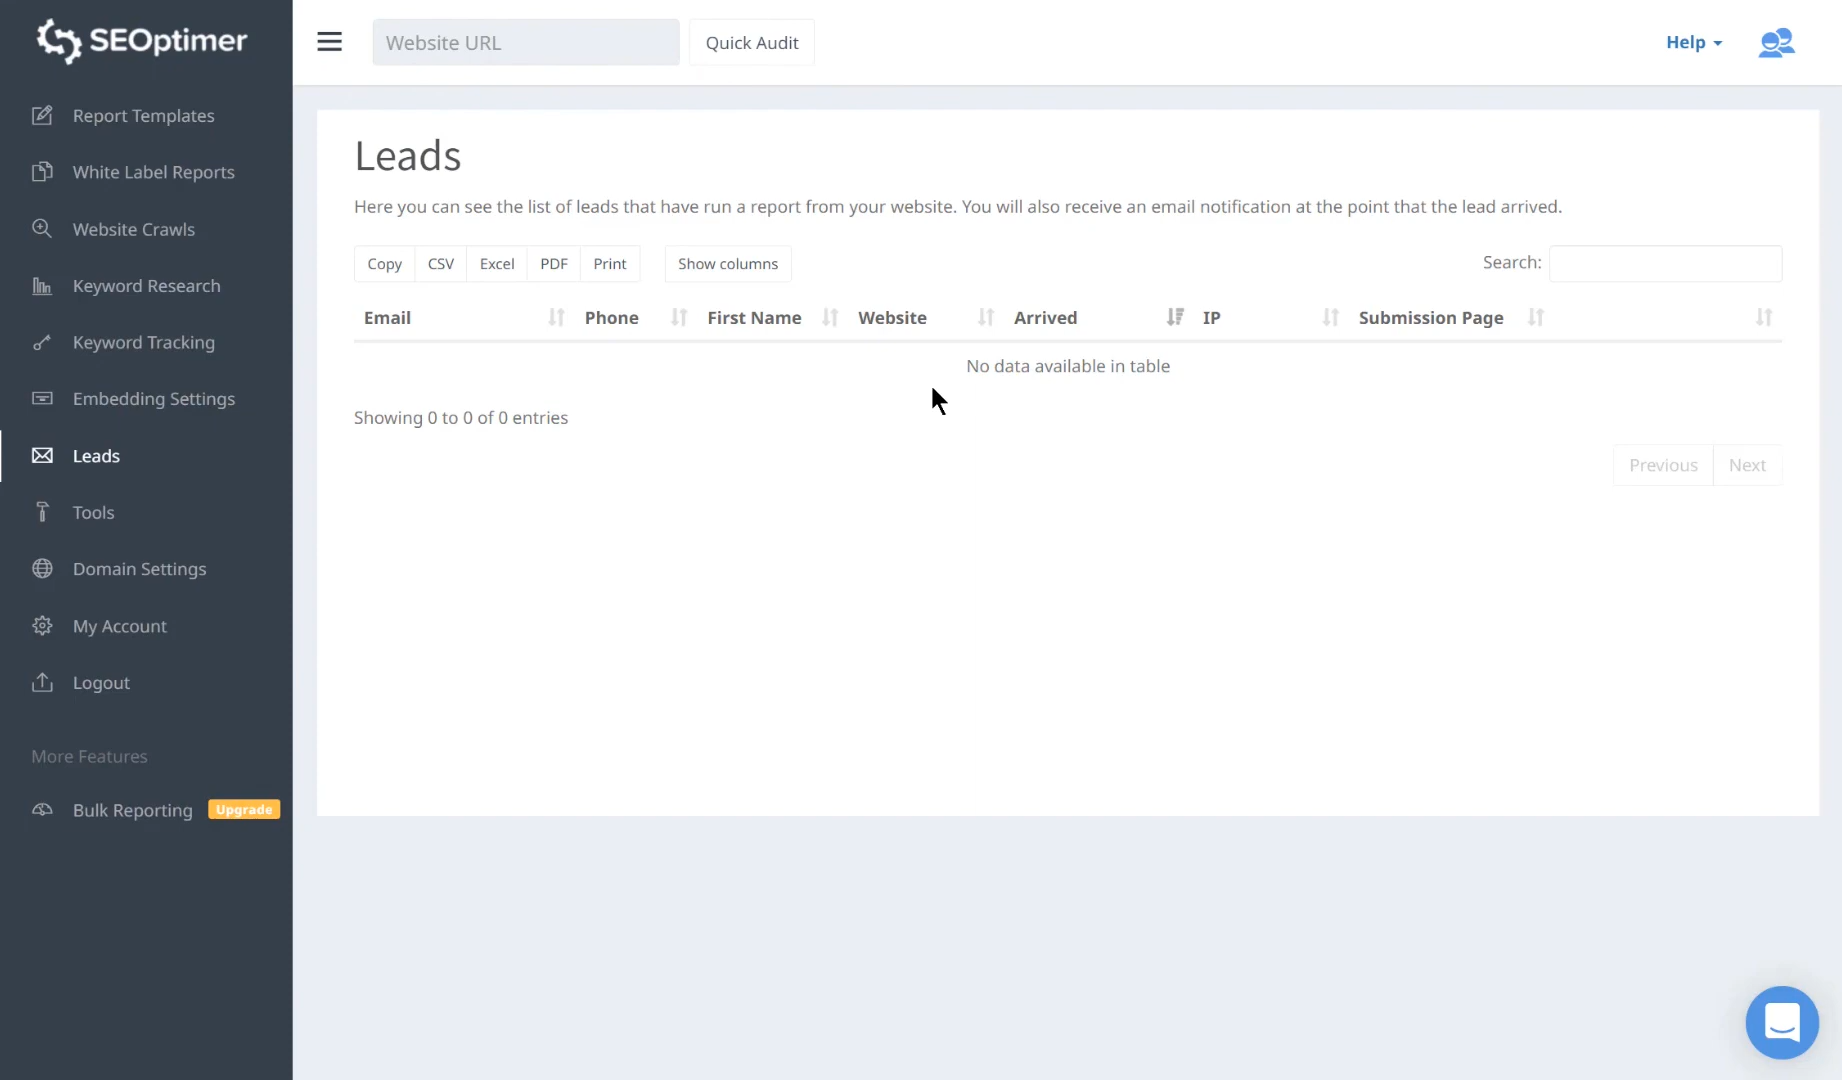 SEOptimer
Website URL
Quick Audit
Help
Report Templates
White Label Reports
Website Crawls
Keyword Research
Keyword Tracking
Embedding Settings
Leads
Tools
Domain Settings
My Account
Logout
More Features
Bulk Reporting Upgrade
Leads
Here you can see the list of leads that have run a report from your website. You will also receive an email notification at the point that the lead arrived.
Copy CSV Excel PDF Print Show columns Search:
Email Phone First Name Website Arrived IP Submission Page
No data available in table
Showing 0 to 0 of 0 entries
Previous Next